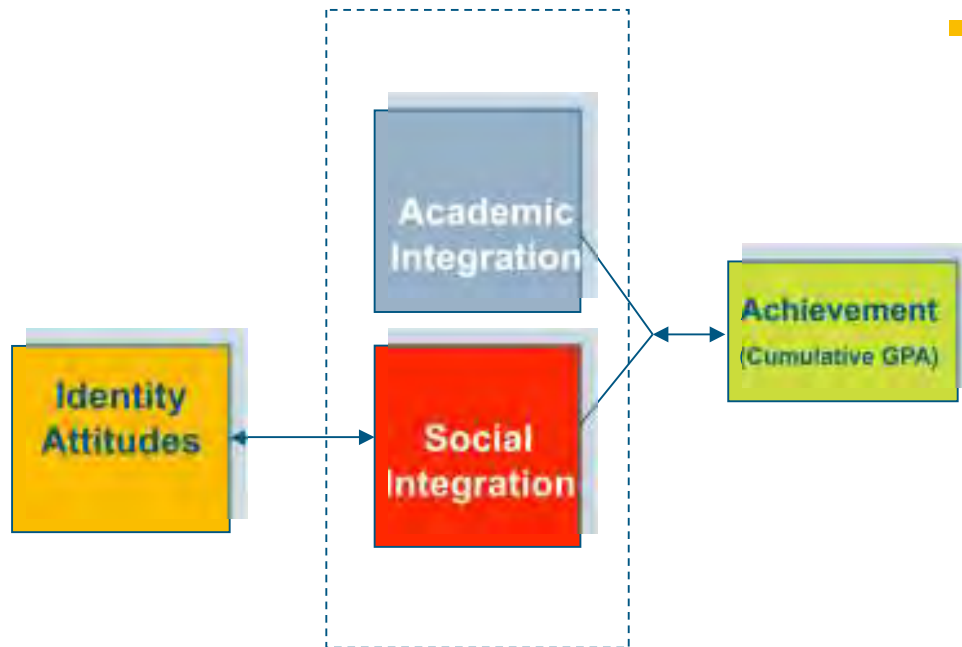 Academic
Integration
Achievement
(Cumulative GPA)
Identity
Attitudes
Social
Integration